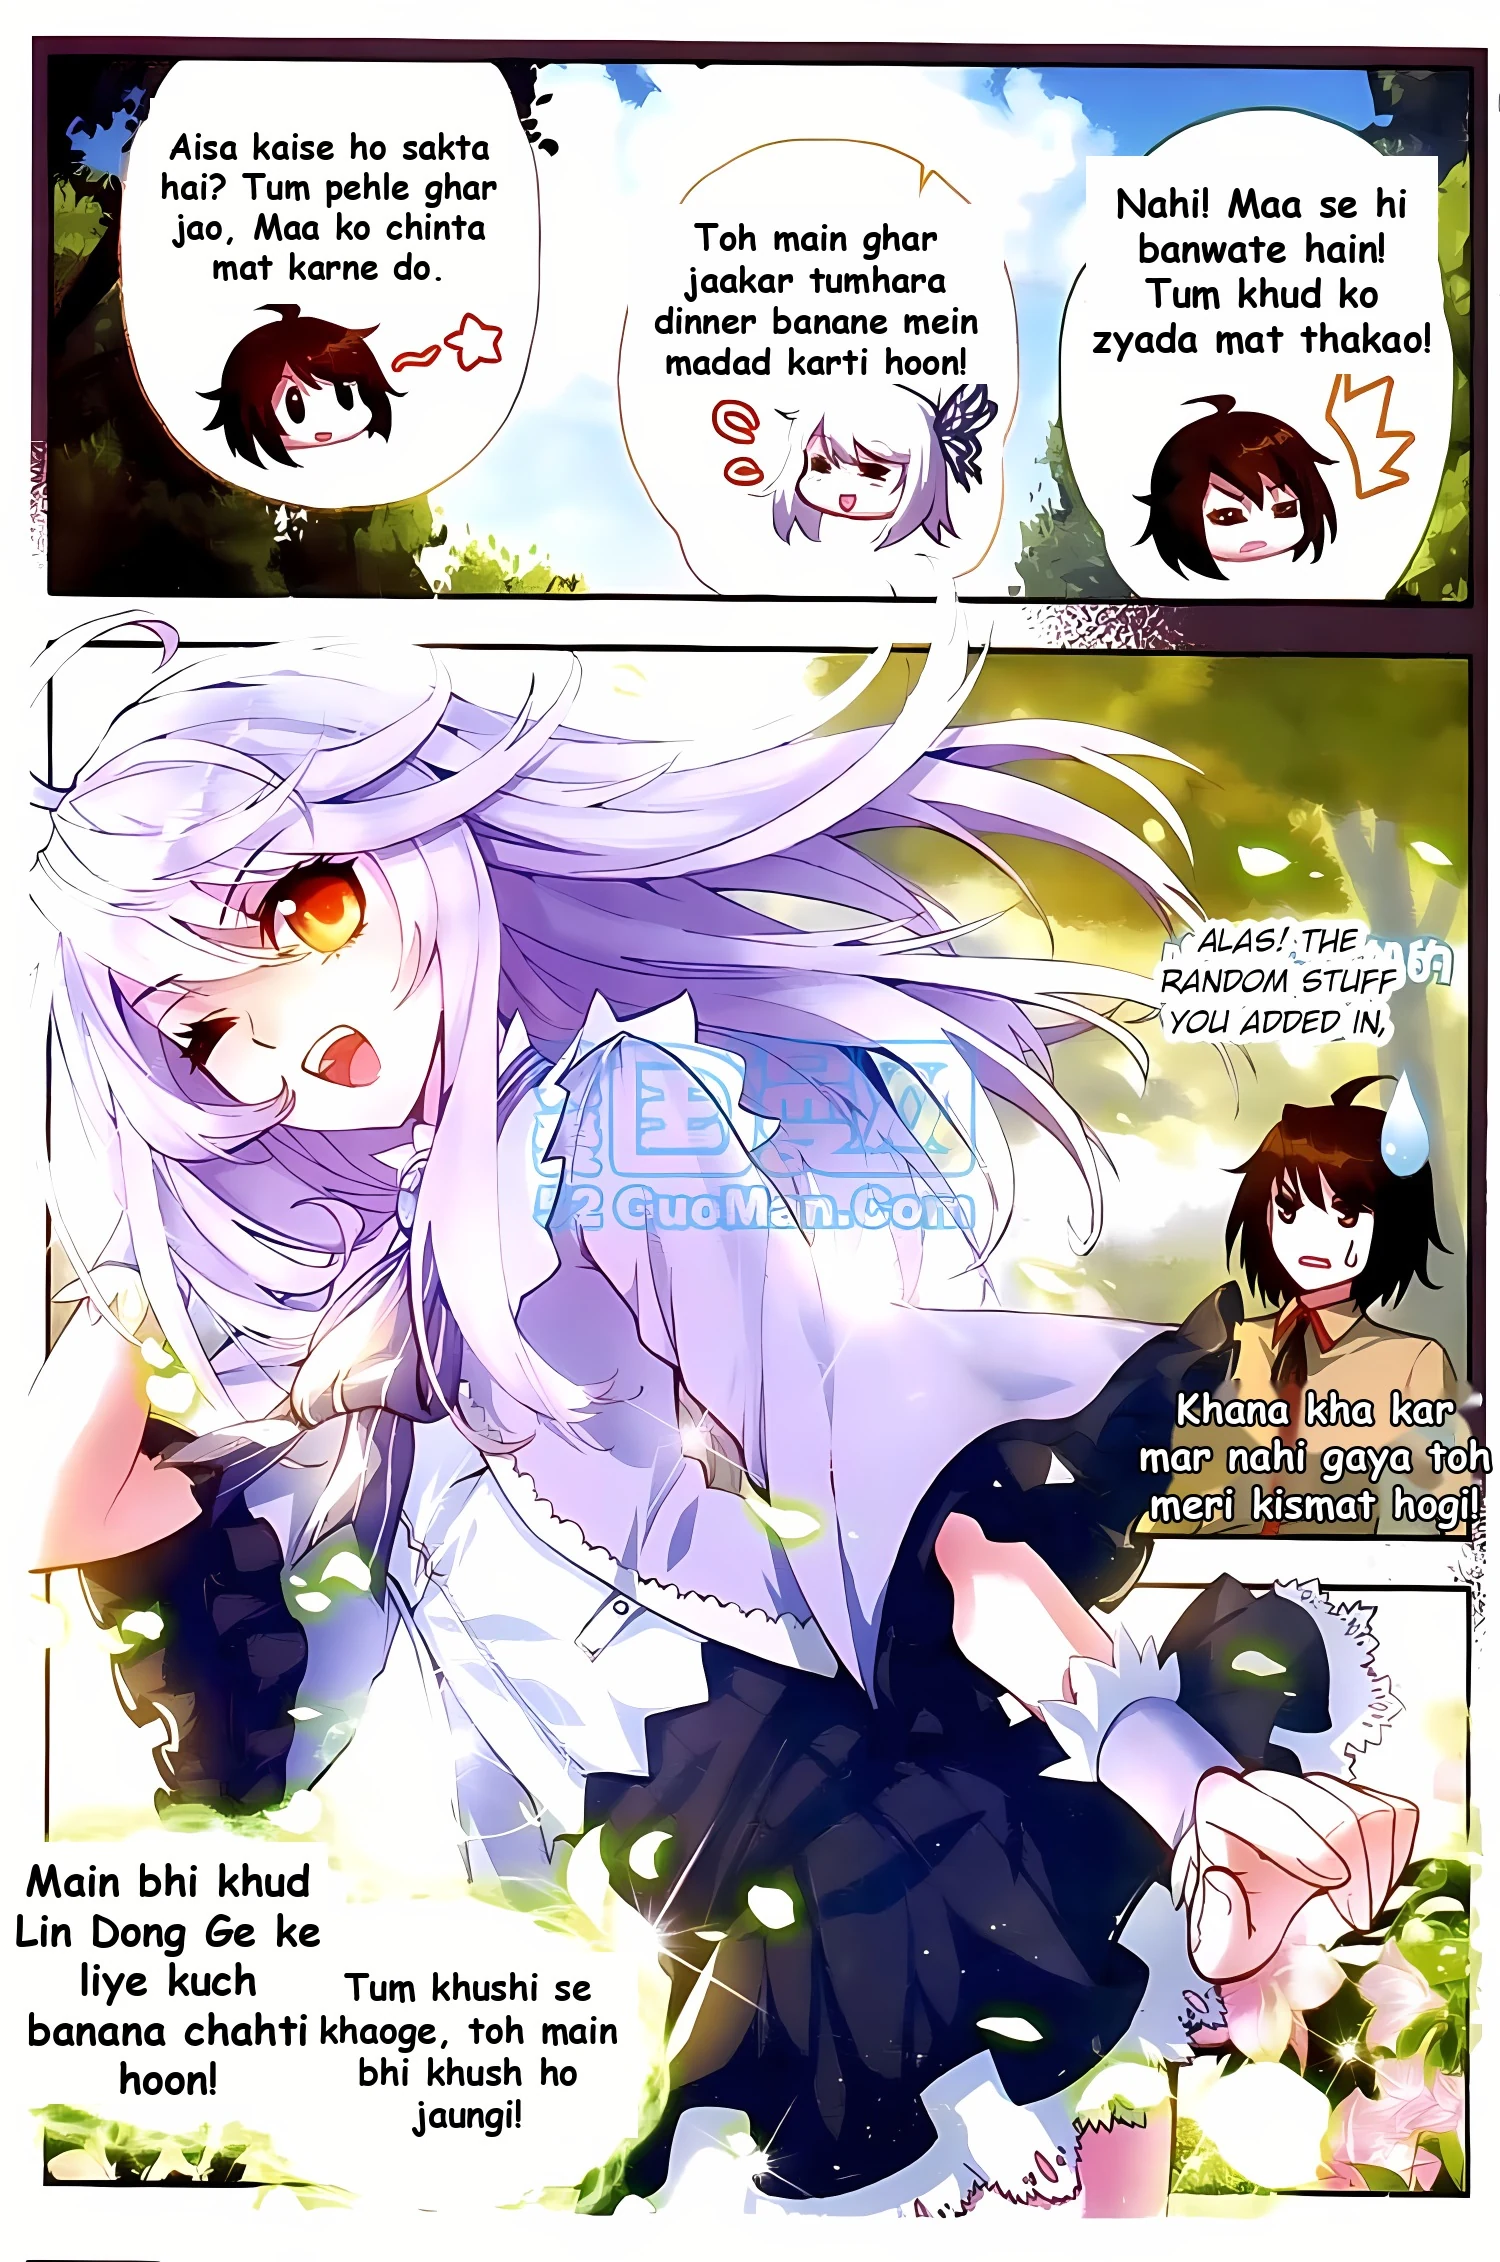 Aisa kaise ho sakta
hai? Tum pehle ghar
jao, Maa ko chinta
mat karne do.
Toh main ghar
jaakar tumhara
dinner banane mein
madad karti hoon!
Nahi! Maa se hi
banwate hain!
Tum khud ko
zyada mat thakao!
ALAS! THE
RANDOM STUFF
YOU ADDED IN,
52 GuoMan.Com
Khana kha kar
mar nahi gaya toh
meri kismat hogi!
Main bhi khud
Lin Dong Ge ke
liye kuch
banana chahti
hoon!
Tum khushi se
khaoge, toh main
bhi khush ho
jaungi!